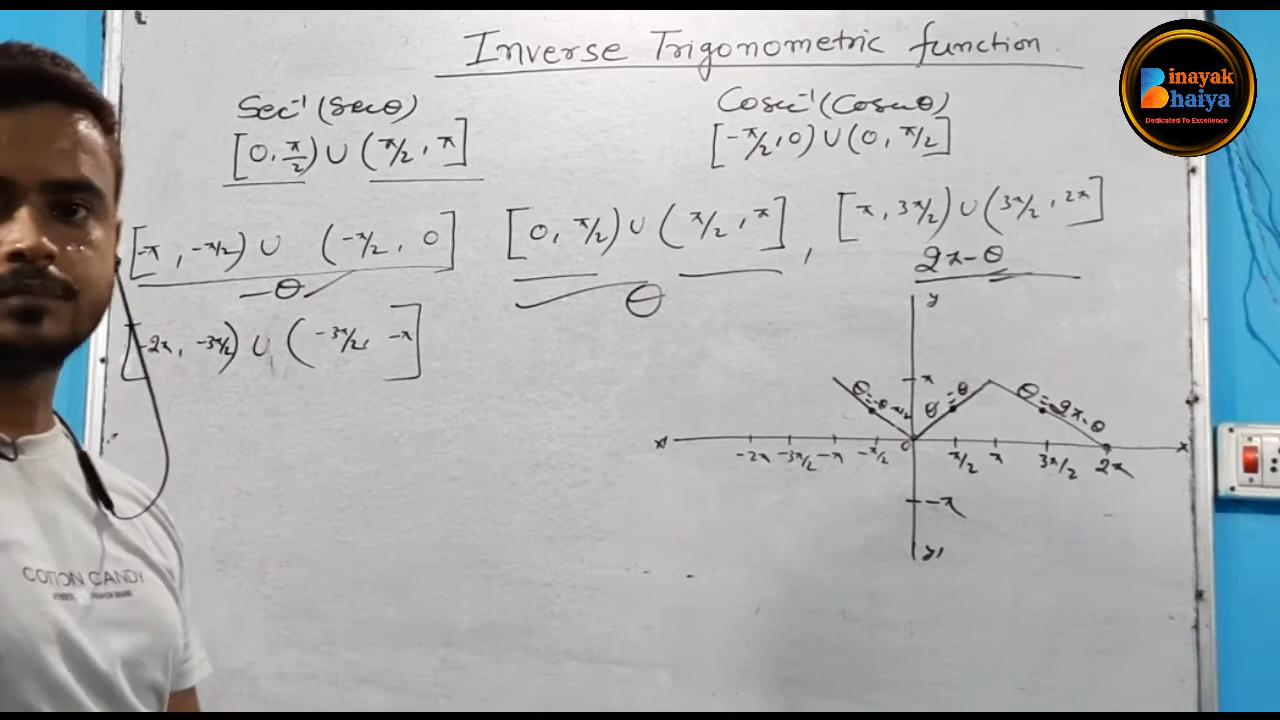 Inverse Trigonometric function.
Binayak
Bhaiya
Dedicated To Excellence
Sec⁻¹(Secθ)
Cosec⁻¹(Cosecθ)
[0, π/2) ∪ (π/2, π]
[-π/2, 0) ∪ (0, π/2]
[-π, -π/2) ∪ (-π/2, 0]
[0, π/2) ∪ (π/2, π] ,
[π, 3π/2) ∪ (3π/2, 2π]
-θ
θ
2π-θ
[-2π, -3π/2) ∪ (-3π/2, -π]
y
π
θ=-θ
θ=θ
θ=2π-θ
π/2
x'
-2π -3π/2 -π -π/2 0 π/2 π 3π/2 2π
x
-π
y'
COTTON CANDY